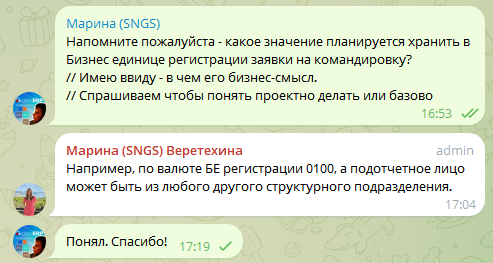 Марина (SNGS)
Напомните пожалуйста - какое значение планируется хранить в
Бизнес единице регистрации заявки на командировку?
// Имею ввиду - в чем его бизнес-смысл.
// Спрашиваем чтобы понять проектно делать или базово
16:53
Марина (SNGS) Веретехина admin
Например, по валюте БЕ регистрации 0100, а подотчетное лицо
может быть из любого другого структурного подразделения.
17:04
Понял. Спасибо! 17:19